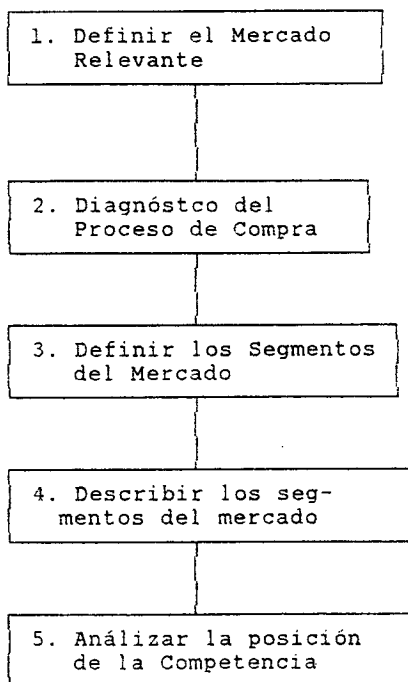 1. Definir el Mercado
Relevante
2. Diagnóstco del
Proceso de Compra
3. Definir los Segmentos
del Mercado
4. Describir los seg-
mentos del mercado
5. Análizar la posición
de la Competencia